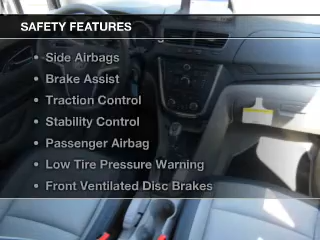 SAFETY FEATURES
• Side Airbags
• Brake Assist
• Traction Control
• Stability Control
• Passenger Airbag
• Low Tire Pressure Warning
• Front Ventilated Disc Brakes